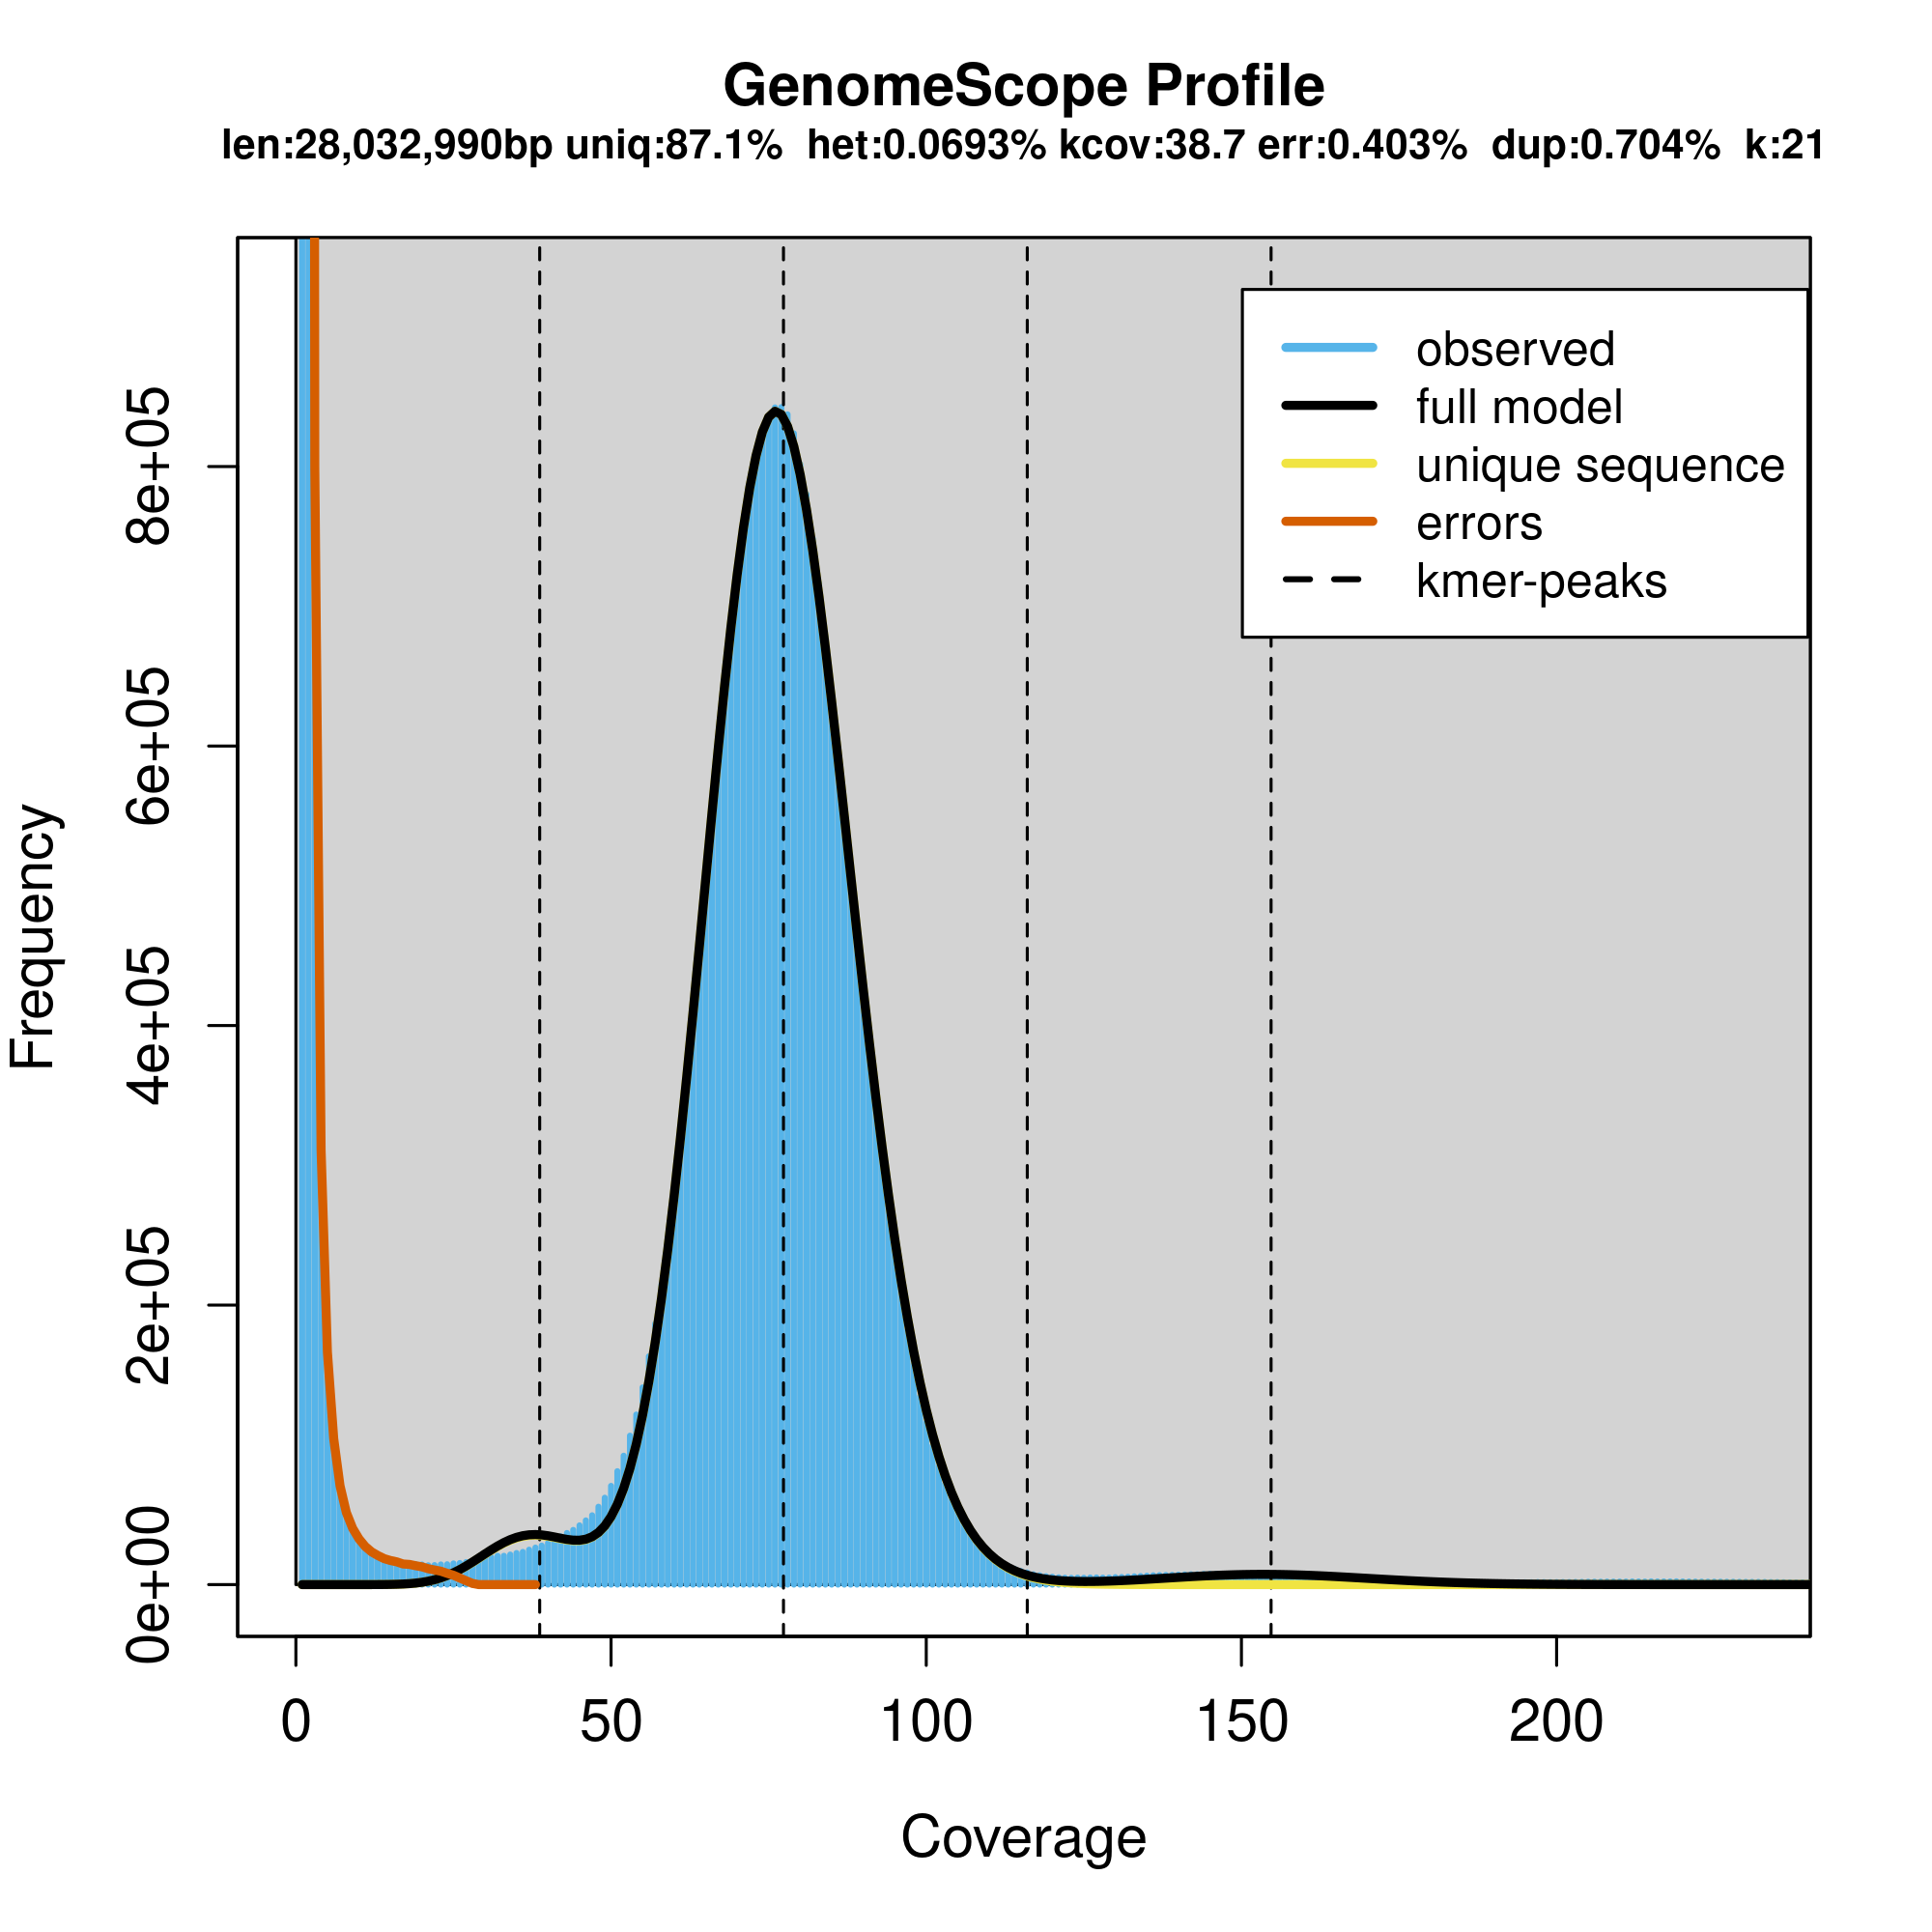 GenomeScope Profile
len:28,032,990bp uniq:87.1% het:0.0693% kcov:38.7 err:0.403% dup:0.704% k:21
observed
full model
unique sequence
errors
kmer-peaks
Frequency
8e+05
6e+05
4e+05
2e+05
0e+00
0 50 100 150 200
Coverage